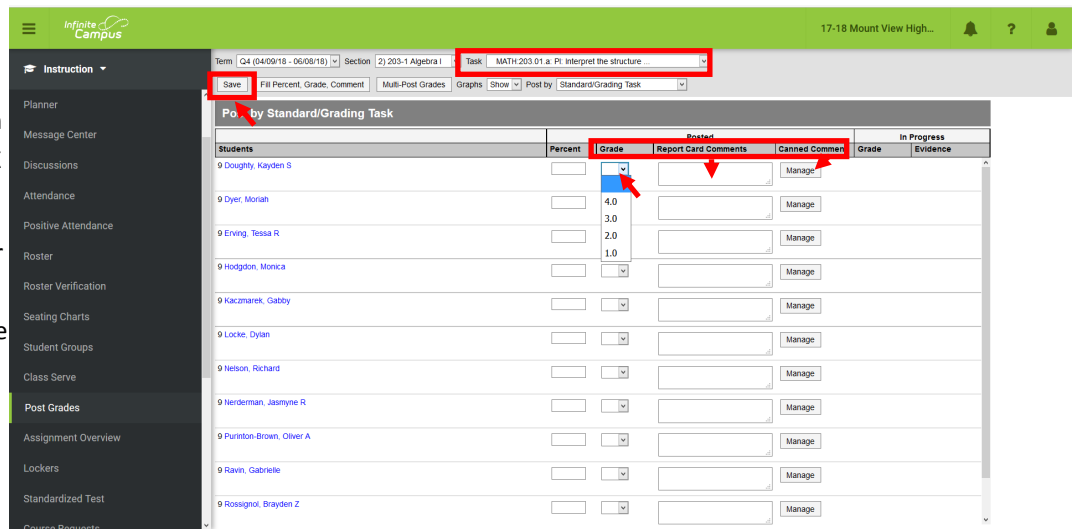 Infinite Campus
17-18 Mount View High...
?
Instruction
Term Q4 (04/09/18 - 06/08/18) Section 2) 203-1 Algebra I Task MATH:203.01.a: PI: Interpret the structure ...
Save Fill Percent, Grade, Comment Multi-Post Grades Graphs Show Post by Standard/Grading Task
Planner
Message Center
Discussions
Attendance
Positive Attendance
Roster
Roster Verification
Seating Charts
Student Groups
Class Serve
Post Grades
Assignment Overview
Lockers
Standardized Test
Course Requests
Post by Standard/Grading Task
Posted In Progress
Students Percent Grade Report Card Comments Canned Comment Grade Evidence
9 Doughty, Kayden S Manage
4.0
3.0
2.0
1.0
9 Dyer, Moriah Manage
9 Erving, Tessa R Manage
9 Hodgdon, Monica Manage
9 Kaczmarek, Gabby Manage
9 Locke, Dylan Manage
9 Nelson, Richard Manage
9 Nerderman, Jasmyne R Manage
9 Purinton-Brown, Oliver A Manage
9 Ravin, Gabrielle Manage
9 Rossignol, Brayden Z Manage